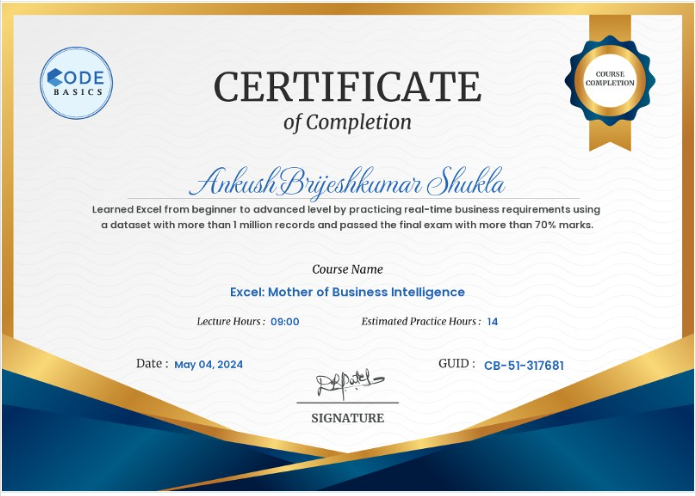 CODE
BASICS
COURSE
COMPLETION
CERTIFICATE
of Completion
Ankush Brijeshkumar Shukla
Learned Excel from beginner to advanced level by practicing real-time business requirements using
a dataset with more than 1 million records and passed the final exam with more than 70% marks.
Course Name
Excel: Mother of Business Intelligence
Lecture Hours : 09:00 Estimated Practice Hours : 14
Date : May 04, 2024 GUID : CB-51-317681
DBPatel
SIGNATURE